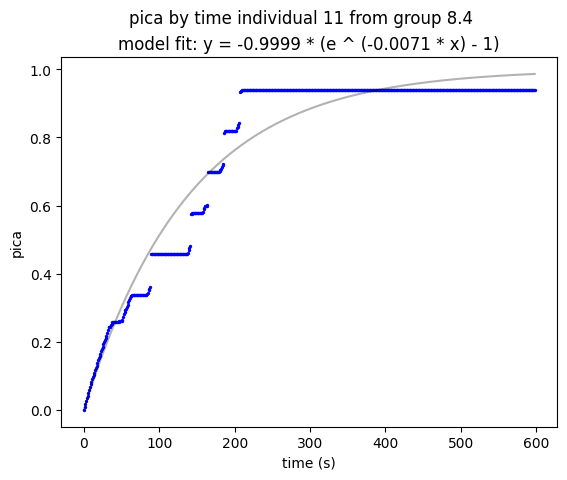 pica by time individual 11 from group 8.4
model fit: y = -0.9999 * (e ^ (-0.0071 * x) - 1)
1.0
0.8
0.6
0.4
0.2
0.0
pica
0 100 200 300 400 500 600
time (s)